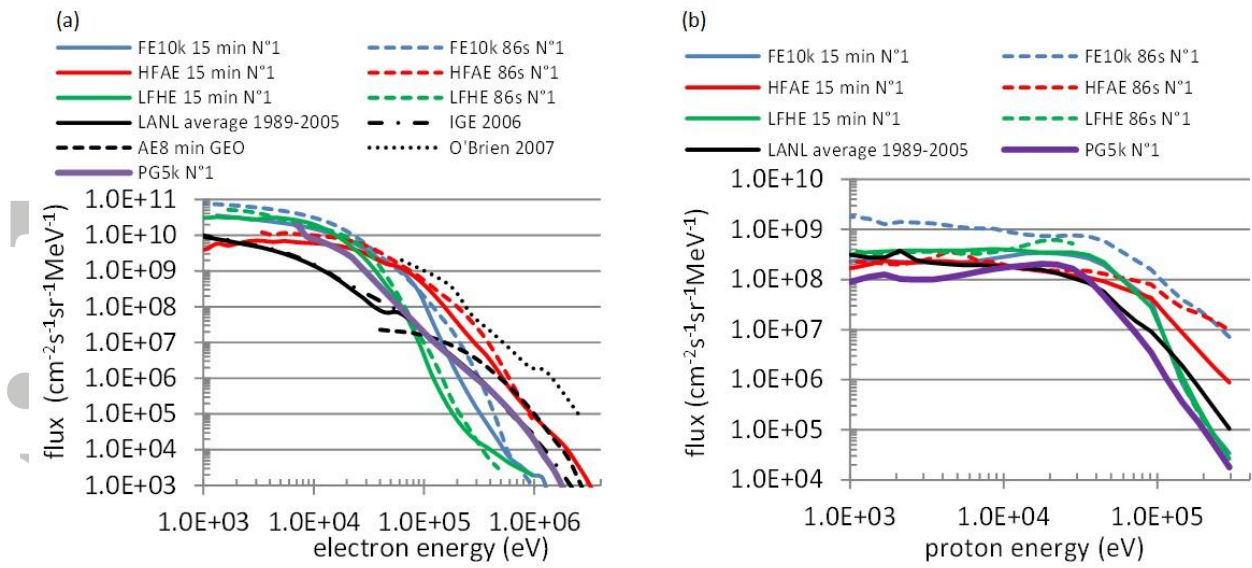 (a)
FE10k 15 min N°1
FE10k 86s N°1
HFAE 15 min N°1
HFAE 86s N°1
LFHE 15 min N°1
LFHE 86s N°1
LANL average 1989-2005
IGE 2006
AE8 min GEO
O'Brien 2007
PG5k N°1
flux (cm⁻²s⁻¹sr⁻¹MeV⁻¹)
1.0E+11
1.0E+10
1.0E+09
1.0E+08
1.0E+07
1.0E+06
1.0E+05
1.0E+04
1.0E+03
1.0E+03 1.0E+04 1.0E+05 1.0E+06
electron energy (eV)
(b)
FE10k 15 min N°1
FE10k 86s N°1
HFAE 15 min N°1
HFAE 86s N°1
LFHE 15 min N°1
LFHE 86s N°1
LANL average 1989-2005
PG5k N°1
flux (cm⁻²s⁻¹sr⁻¹MeV⁻¹)
1.0E+10
1.0E+09
1.0E+08
1.0E+07
1.0E+06
1.0E+05
1.0E+04
1.0E+03 1.0E+04 1.0E+05
proton energy (eV)